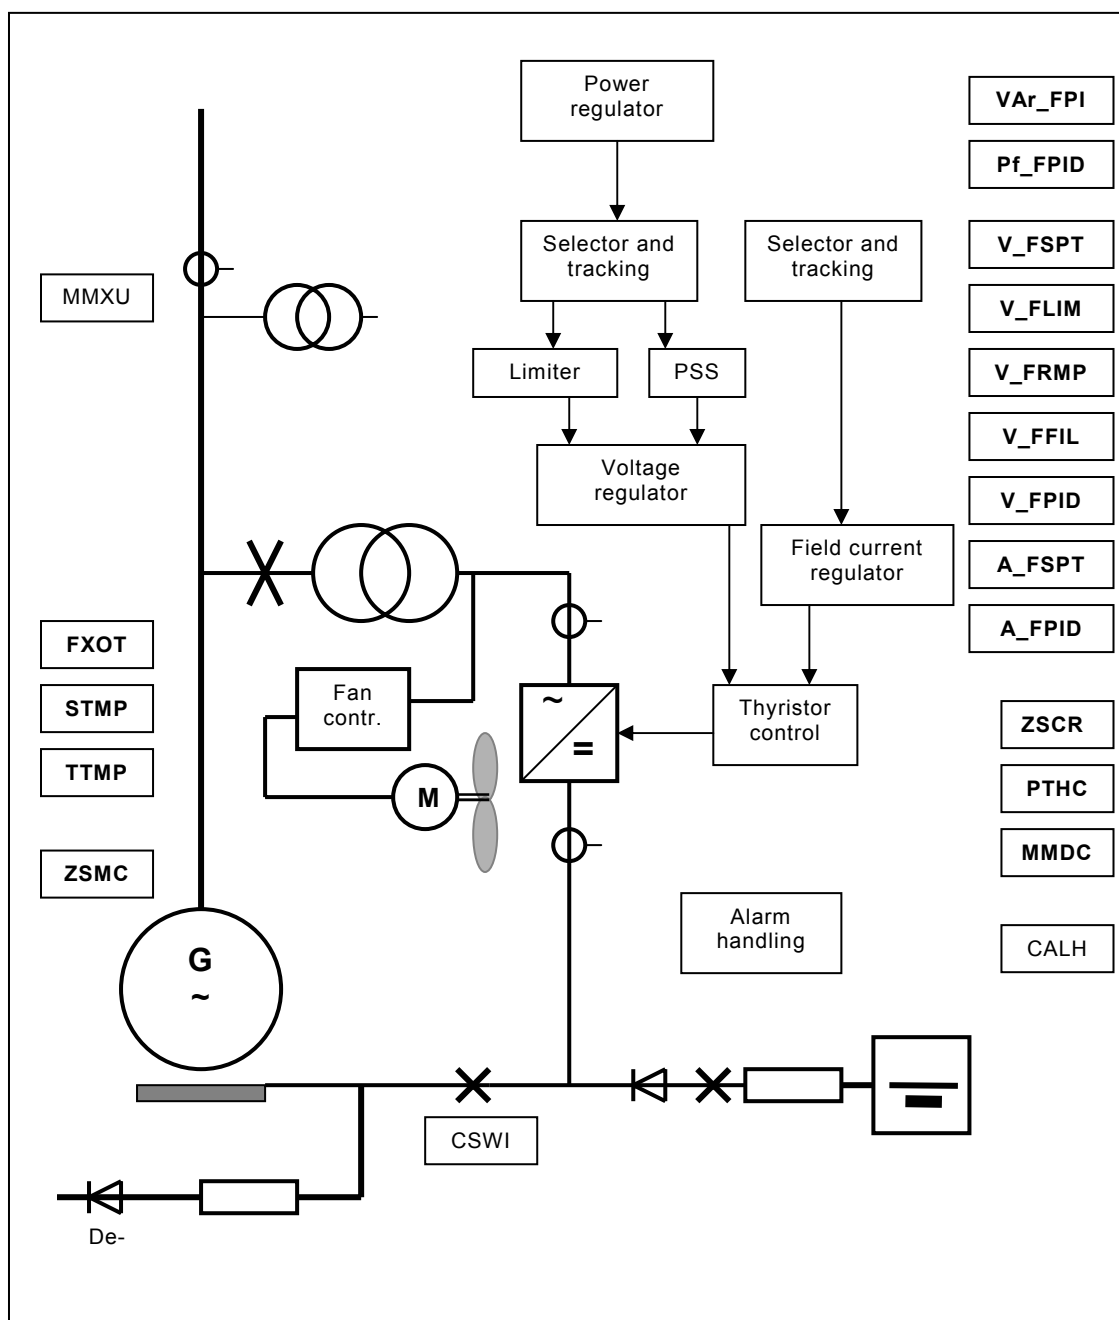 Power
regulator
VAr_FPI
Pf_FPID
Selector and
tracking
Selector and
tracking
V_FSPT
MMXU
V_FLIM
Limiter
PSS
V_FRMP
V_FFIL
Voltage
regulator
V_FPID
Field current
regulator
A_FSPT
A_FPID
FXOT
Fan
contr.
STMP
~
=
Thyristor
control
ZSCR
TTMP
M
PTHC
MMDC
ZSMC
Alarm
handling
CALH
G
~
CSWI
De-